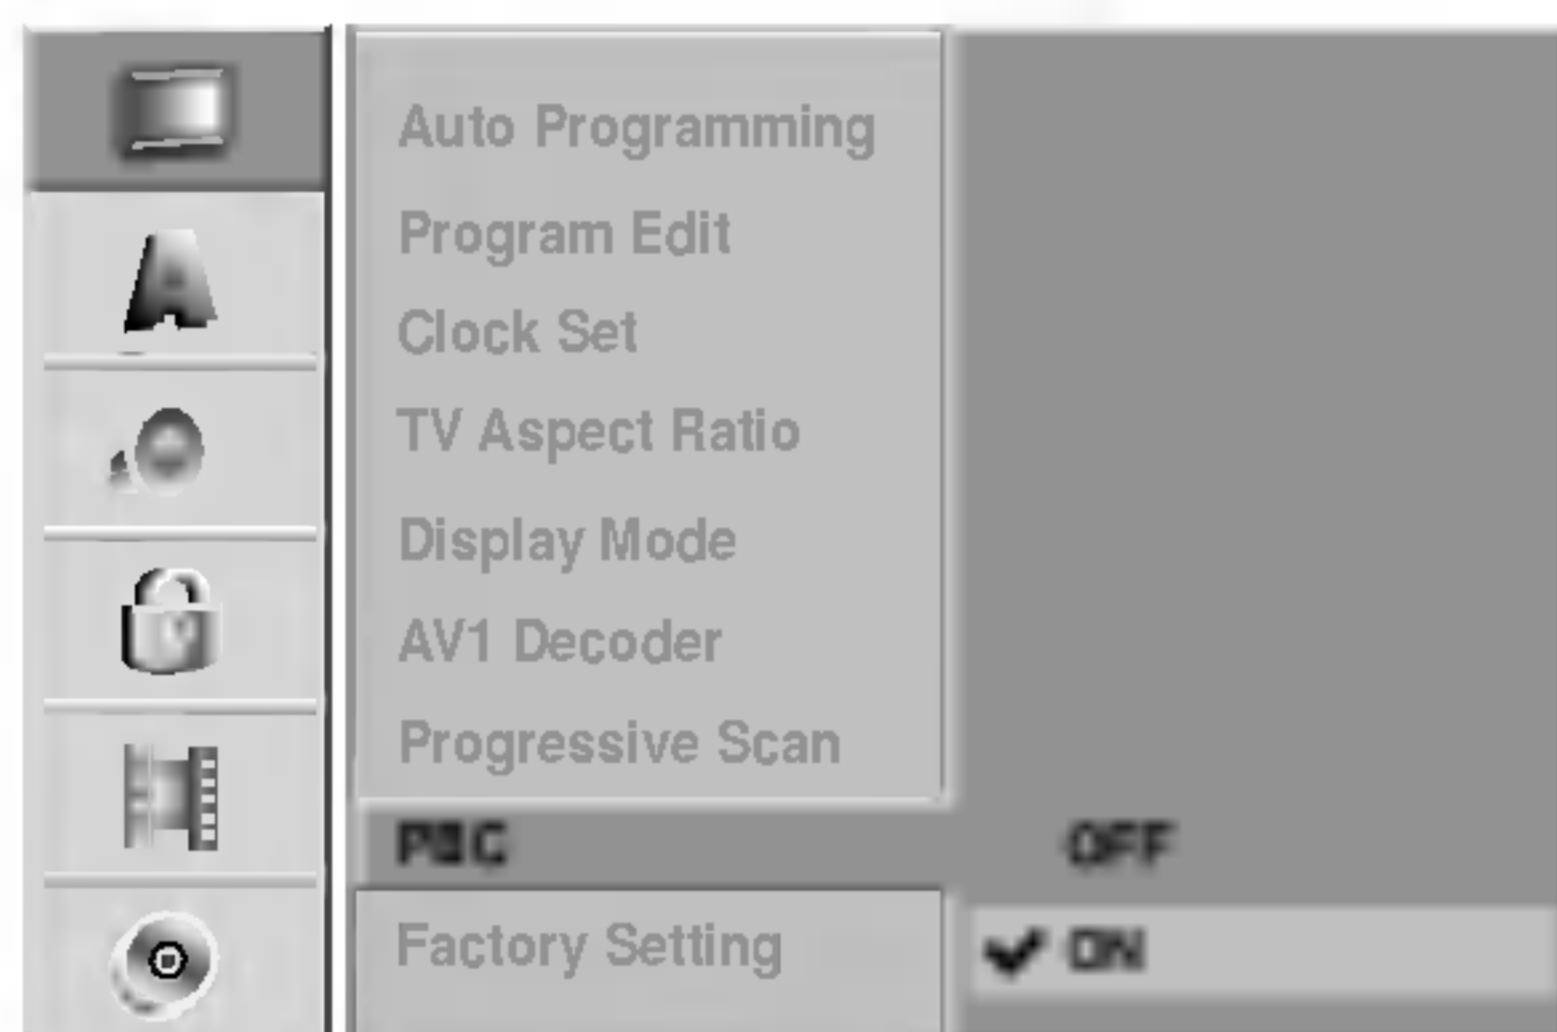 Auto Programming
Program Edit
Clock Set
TV Aspect Ratio
Display Mode
AV1 Decoder
Progressive Scan
PBC OFF
Factory Setting ✔ ON